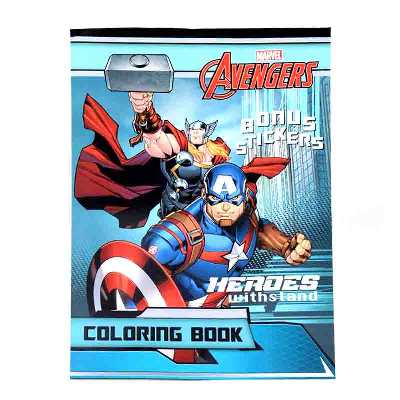 MARVEL
AVENGERS
BONUS
STICKERS
A
HEROES
withstand
COLORING BOOK